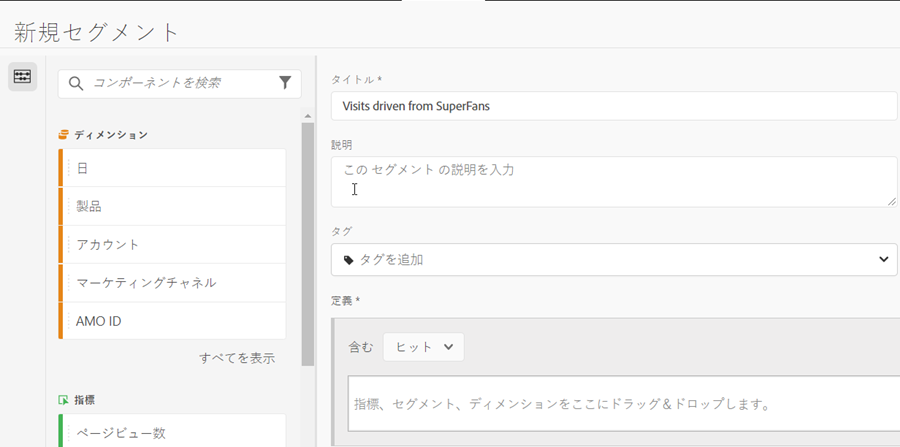 新規セグメント
コンポーネントを検索
ディメンション
日
製品
アカウント
マーケティングチャネル
AMO ID
すべてを表示
指標
ページビュー数
タイトル *
Visits driven from SuperFans
説明
この セグメント の説明を入力
タグ
タグを追加
定義 *
含む ヒット
指標、セグメント、ディメンションをここにドラッグ＆ドロップします。